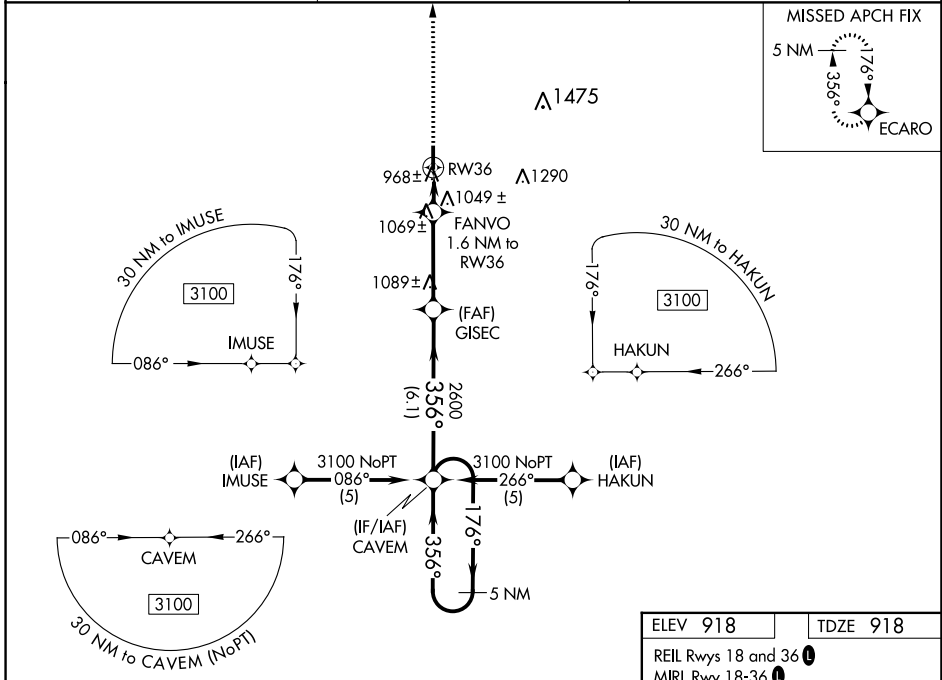 MISSED APCH FIX
5 NM
176°
356°
ECARO
1475
968±
RW36
1290
1049 ±
1069±
FANVO
1.6 NM to
RW36
30 NM to IMUSE
176°
3100
IMUSE
086°
30 NM to HAKUN
176°
3100
HAKUN
266°
1089±
(FAF)
GISEC
2600
356°
(6.1)
(IAF)
IMUSE
3100 NoPT
086°
(5)
3100 NoPT
266°
(5)
(IAF)
HAKUN
(IF/IAF)
CAVEM
356°
176°
5 NM
086°
266°
CAVEM
3100
30 NM to CAVEM (NoPT)
ELEV 918
TDZE 918
REIL Rwys 18 and 36 L
MIRL Rwy 18-36 L